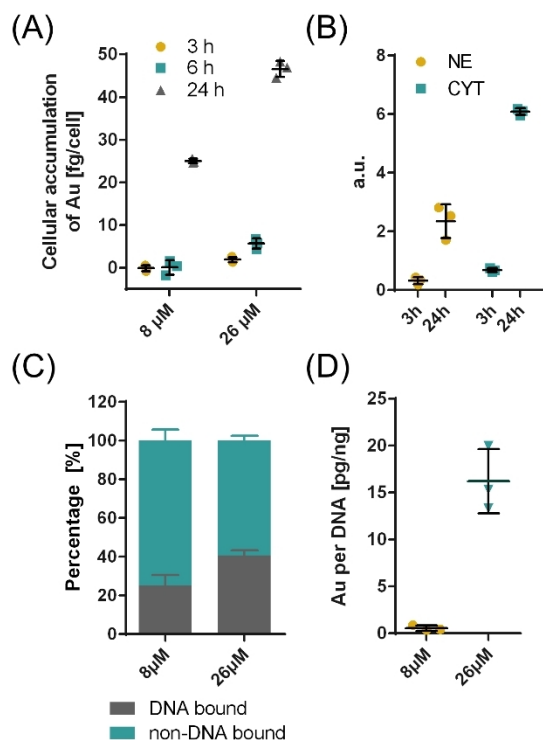 (A)
Cellular accumulation
of Au [fg/cell]
50
40
30
20
10
0
3 h
6 h
24 h
8 μM
26 μM
(B)
a.u.
8
6
4
2
0
NE
CYT
3h
24h
3h
24h
(C)
Percentage [%]
120
100
80
60
40
20
0
8μM
26μM
DNA bound
non-DNA bound
(D)
Au per DNA [pg/ng]
25
20
15
10
5
0
8μM
26μM